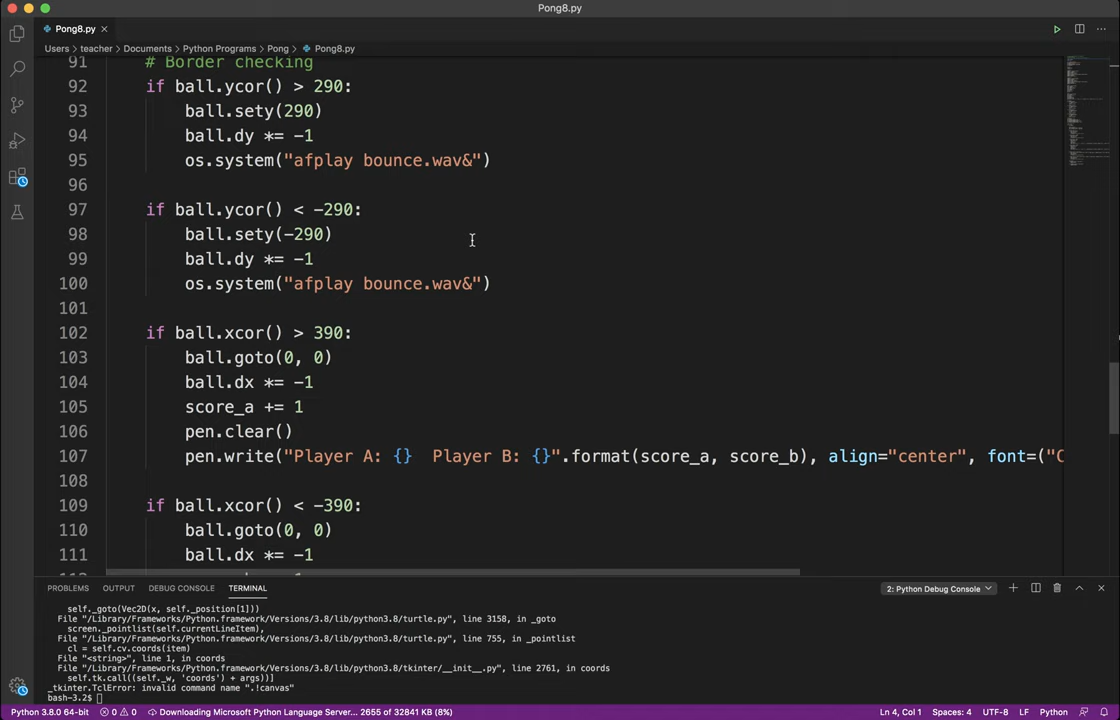 Pong8.py
Pong8.py
Users > teacher > Documents > Python Programs > Pong > Pong8.py
91 # Border checking
92 if ball.ycor() > 290:
93 ball.sety(290)
94 ball.dy *= -1
95 os.system("afplay bounce.wav&")
96
97 if ball.ycor() < -290:
98 ball.sety(-290)
99 ball.dy *= -1
100 os.system("afplay bounce.wav&")
101
102 if ball.xcor() > 390:
103 ball.goto(0, 0)
104 ball.dx *= -1
105 score_a += 1
106 pen.clear()
107 pen.write("Player A: {}  Player B: {}".format(score_a, score_b), align="center", font=("C
108
109 if ball.xcor() < -390:
110 ball.goto(0, 0)
111 ball.dx *= -1
PROBLEMS OUTPUT DEBUG CONSOLE TERMINAL 2: Python Debug Console
self._goto(Vec2D(x, self._position[1]))
File "/Library/Frameworks/Python.framework/Versions/3.8/lib/python3.8/turtle.py", line 3158, in _goto
screen._pointlist(self.currentLineItem),
File "/Library/Frameworks/Python.framework/Versions/3.8/lib/python3.8/turtle.py", line 755, in _pointlist
cl = self.cv.coords(item)
File "<string>", line 1, in coords
File "/Library/Frameworks/Python.framework/Versions/3.8/lib/python3.8/tkinter/__init__.py", line 2761, in coords
self.tk.call((self._w, 'coords') + args))]
_tkinter.TclError: invalid command name ".!canvas"
bash-3.2$
Python 3.8.0 64-bit 0 0 Downloading Microsoft Python Language Server... 2655 of 32841 KB (8%) Ln 4, Col 1 Spaces: 4 UTF-8 LF Python